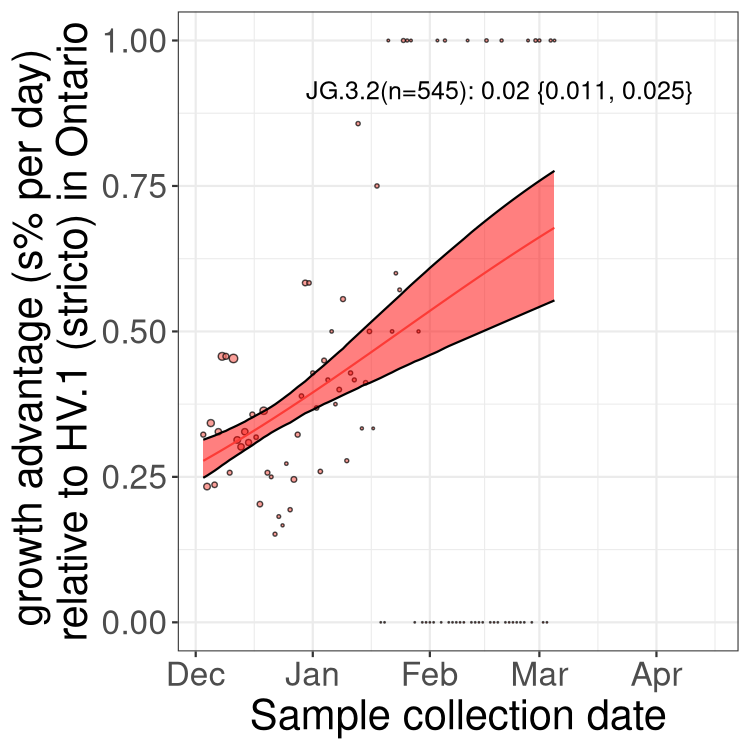 growth advantage (s% per day)
relative to HV.1 (stricto) in Ontario
1.00
JG.3.2(n=545): 0.02 {0.011, 0.025}
0.75
0.50
0.25
0.00
Dec Jan Feb Mar Apr
Sample collection date